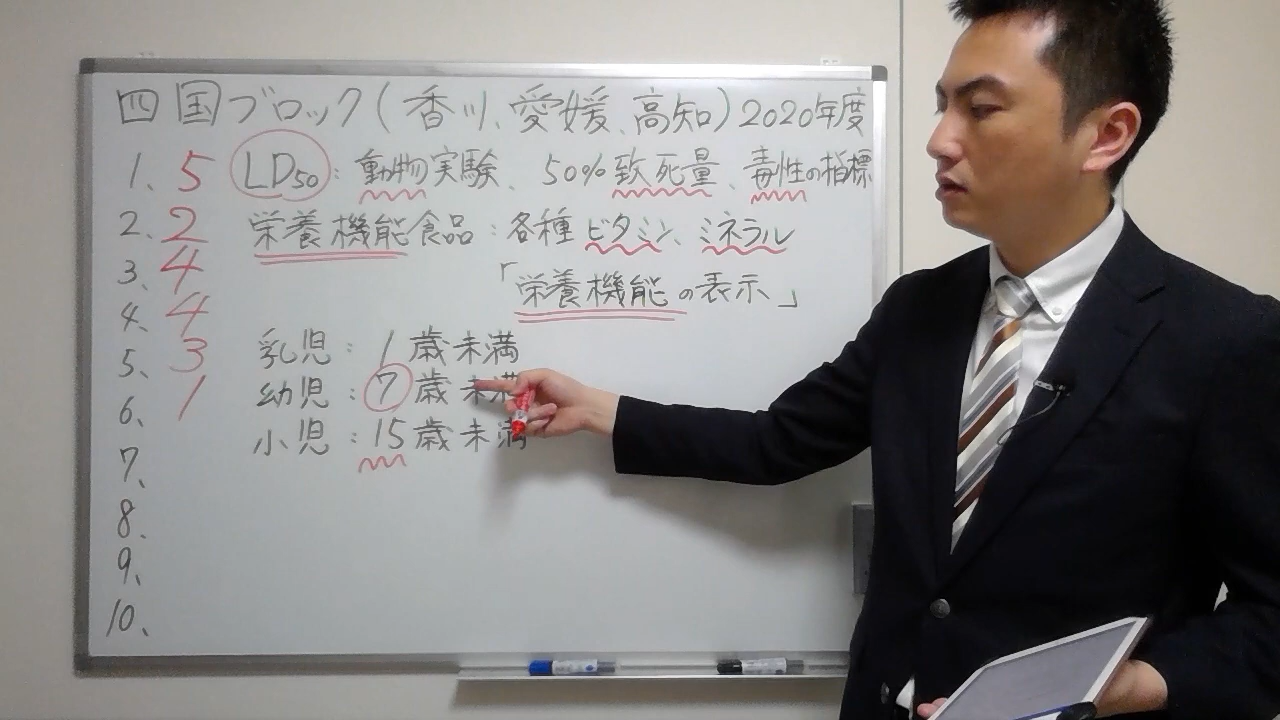 四国ブロック(香川、愛媛、高知)2020年度
1、5 LD50:動物実験、50%致死量、毒性の指標
2、2 栄養機能食品:各種ビタミン、ミネラル
3、4 「栄養機能の表示」
4、4
5、3 乳児:1歳未満
6、1 幼児:7歳未満
小児:15歳未満
7、
8、
9、
10、